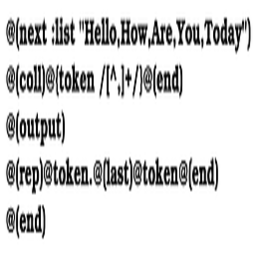 @(next :list "Hello,How,Are,You,Today")
@(coll)@{token /[^,]+/}@(end)
@(output)
@(rep)@token.@(last)@token@(end)
@(end)